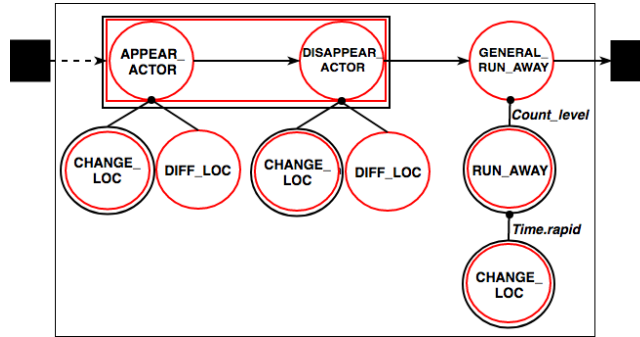 APPEAR_
ACTOR
DISAPPEAR_
ACTOR
GENERAL_
RUN_AWAY
Count_level
CHANGE_
LOC
DIFF_LOC
CHANGE_
LOC
DIFF_LOC
RUN_AWAY
Time.rapid
CHANGE_
LOC